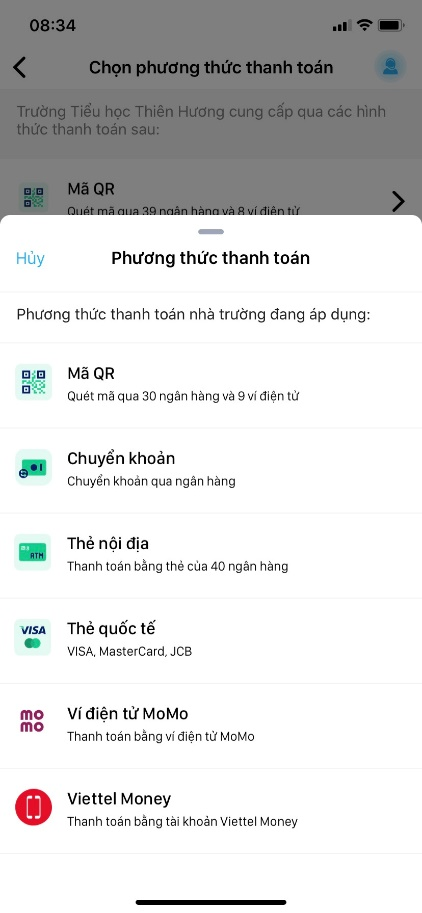 08:34
Chọn phương thức thanh toán
Trường Tiểu học Thiên Hương cung cấp qua các hình
thức thanh toán sau:
Mã QR
Quét mã qua 39 ngân hàng và 8 ví điện tử
Hủy
Phương thức thanh toán
Phương thức thanh toán nhà trường đang áp dụng:
Mã QR
Quét mã qua 30 ngân hàng và 9 ví điện tử
Chuyển khoản
Chuyển khoản qua ngân hàng
ATM
Thẻ nội địa
Thanh toán bằng thẻ của 40 ngân hàng
VISA
Thẻ quốc tế
VISA, MasterCard, JCB
mo
mo
Ví điện tử MoMo
Thanh toán bằng ví điện tử MoMo
Viettel Money
Thanh toán bằng tài khoản Viettel Money